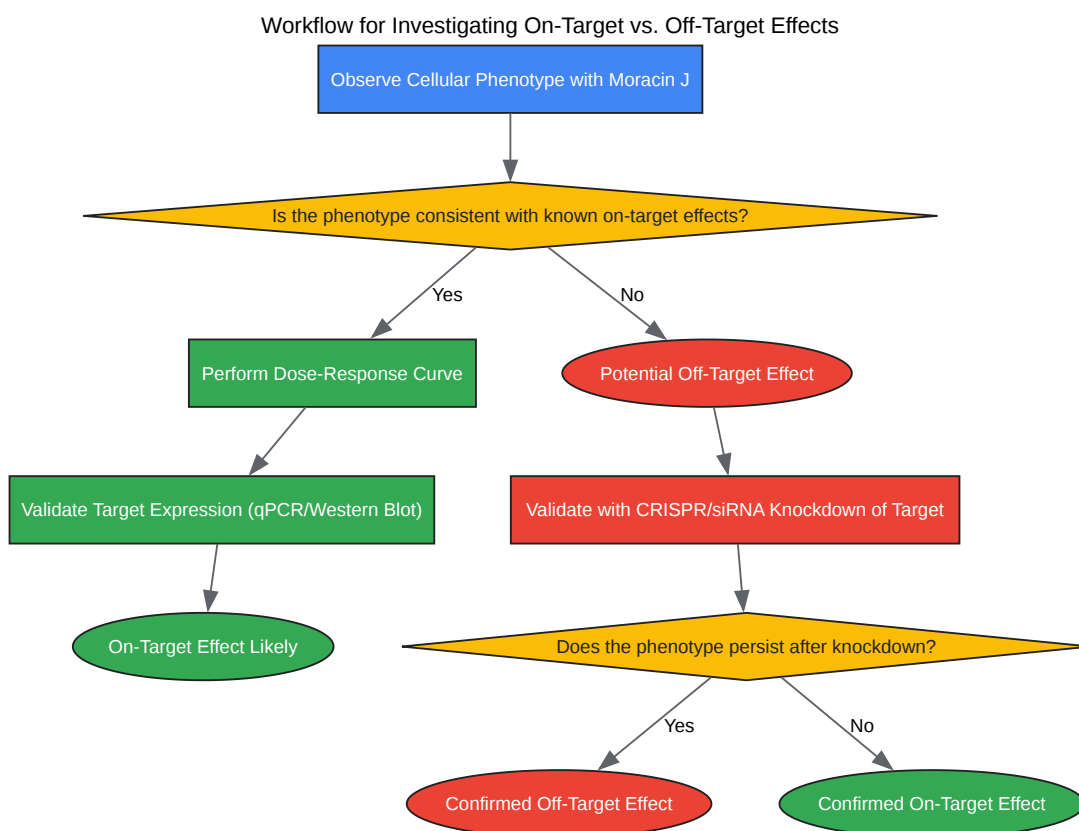 Workflow for Investigating On-Target vs. Off-Target Effects
Observe Cellular Phenotype with Moracin J
Is the phenotype consistent with known on-target effects?
Yes
No
Perform Dose-Response Curve
Potential Off-Target Effect
Validate Target Expression (qPCR/Western Blot)
Validate with CRISPR/siRNA Knockdown of Target
On-Target Effect Likely
Does the phenotype persist after knockdown?
Yes
No
Confirmed Off-Target Effect
Confirmed On-Target Effect